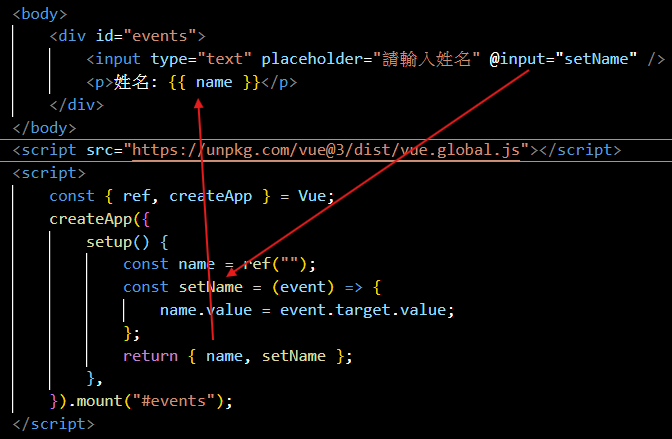 <body>
<div id="events">
<input type="text" placeholder="請輸入姓名" @input="setName" />
<p>姓名: {{ name }}</p>
</div>
</body>
<script src="https://unpkg.com/vue@3/dist/vue.global.js"></script>
<script>
const { ref, createApp } = Vue;
createApp({
setup() {
const name = ref("");
const setName = (event) => {
name.value = event.target.value;
};
return { name, setName };
},
}).mount("#events");
</script>